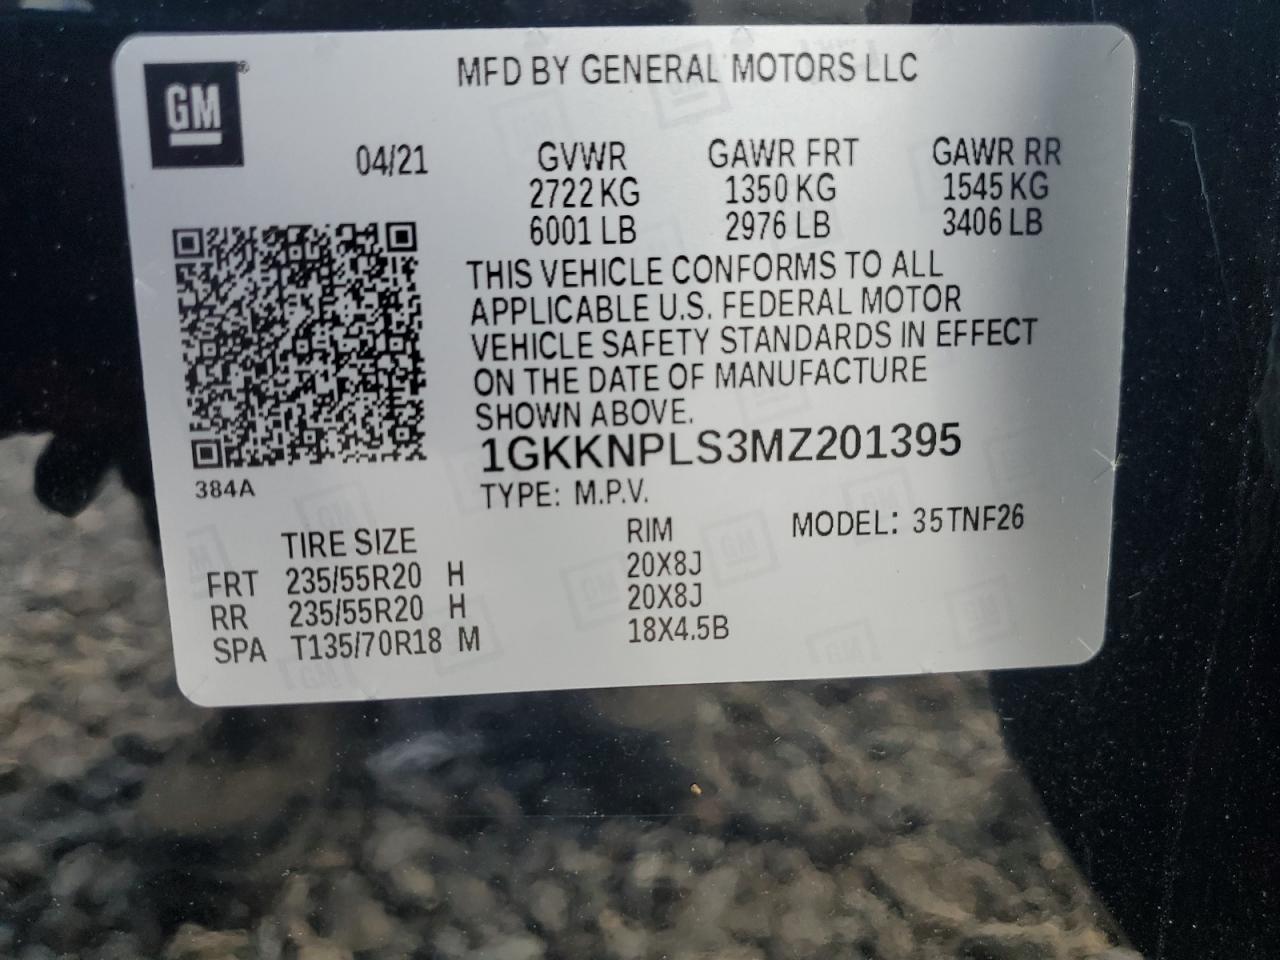 MFD BY GENERAL MOTORS LLC
GM
04/21 GVWR GAWR FRT GAWR RR
2722 KG 1350 KG 1545 KG
6001 LB 2976 LB 3406 LB
THIS VEHICLE CONFORMS TO ALL
APPLICABLE U.S. FEDERAL MOTOR
VEHICLE SAFETY STANDARDS IN EFFECT
ON THE DATE OF MANUFACTURE
SHOWN ABOVE.
1GKKNPLS3MZ201395
384A
TYPE: M.P.V.
MODEL: 35TNF26
TIRE SIZE RIM
FRT 235/55R20 H 20X8J
RR 235/55R20 H 20X8J
SPA T135/70R18 M 18X4.5B